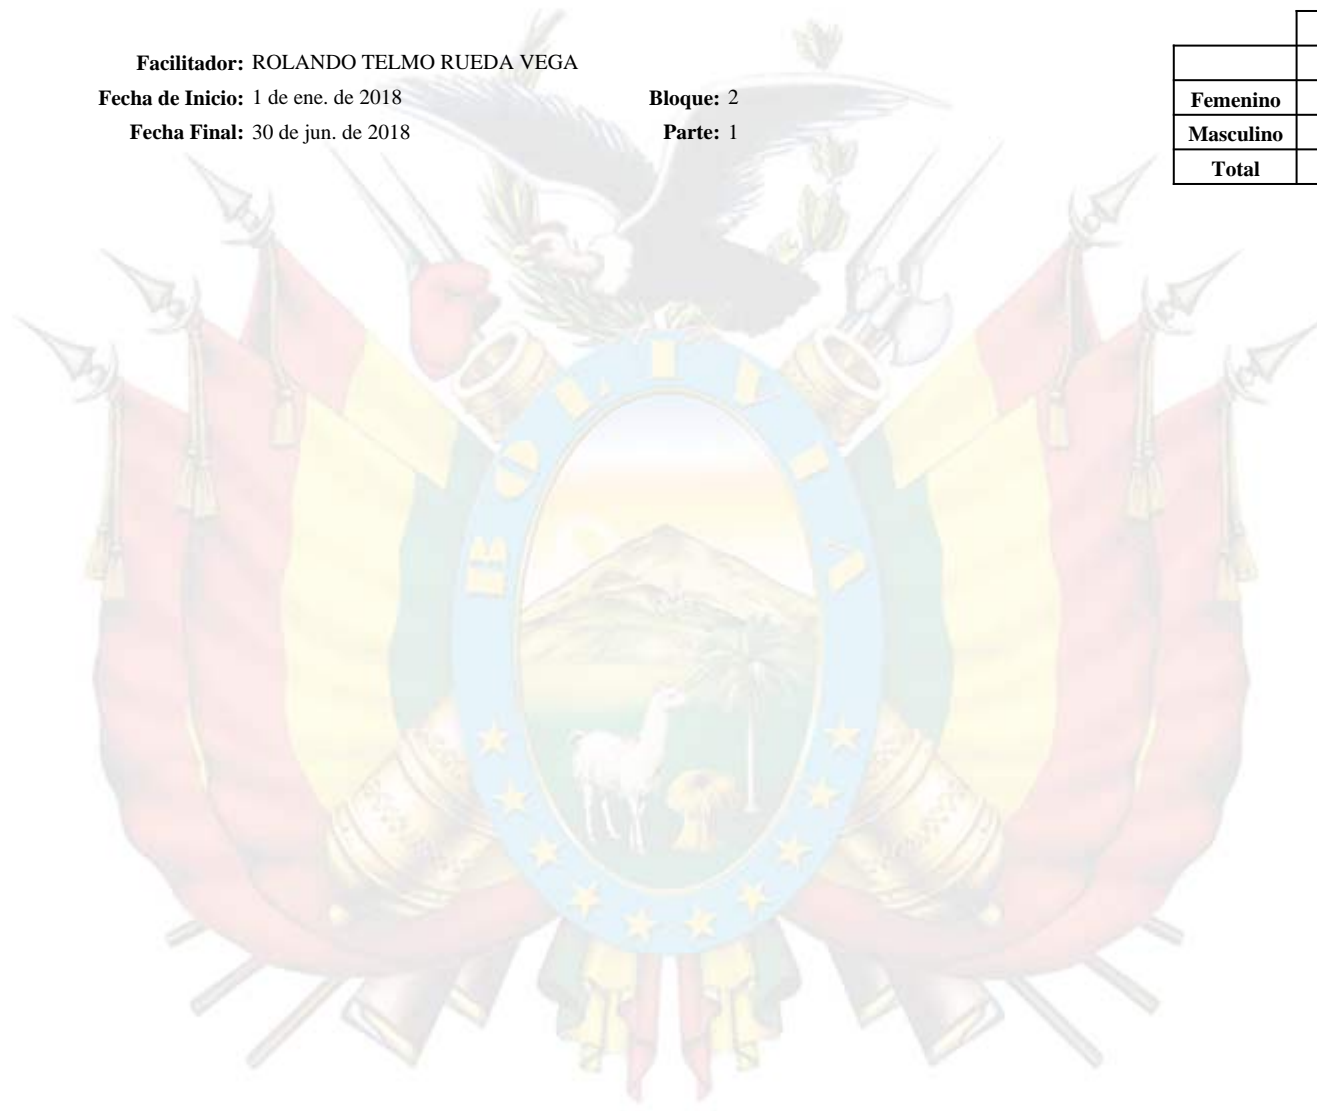 Facilitador: ROLANDO TELMO RUEDA VEGA
Fecha de Inicio: 1 de ene. de 2018 Bloque: 2
Fecha Final: 30 de jun. de 2018 Parte: 1
Femenino
Masculino
Total
BOLIVIA